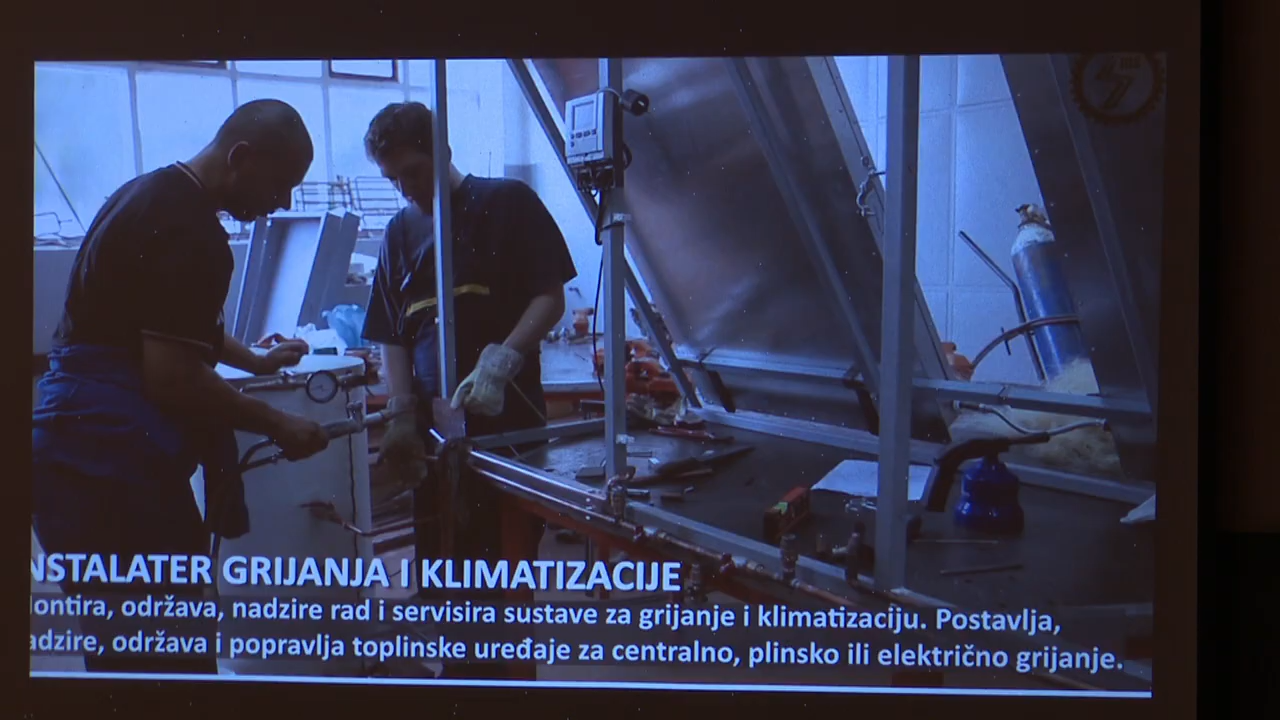 NSTALATER GRIJANJA I KLIMATIZACIJE
ontira, održava, nadzire rad i servisira sustave za grijanje i klimatizaciju. Postavlja,
adzire, održava i popravlja toplinske uređaje za centralno, plinsko ili električno grijanje.